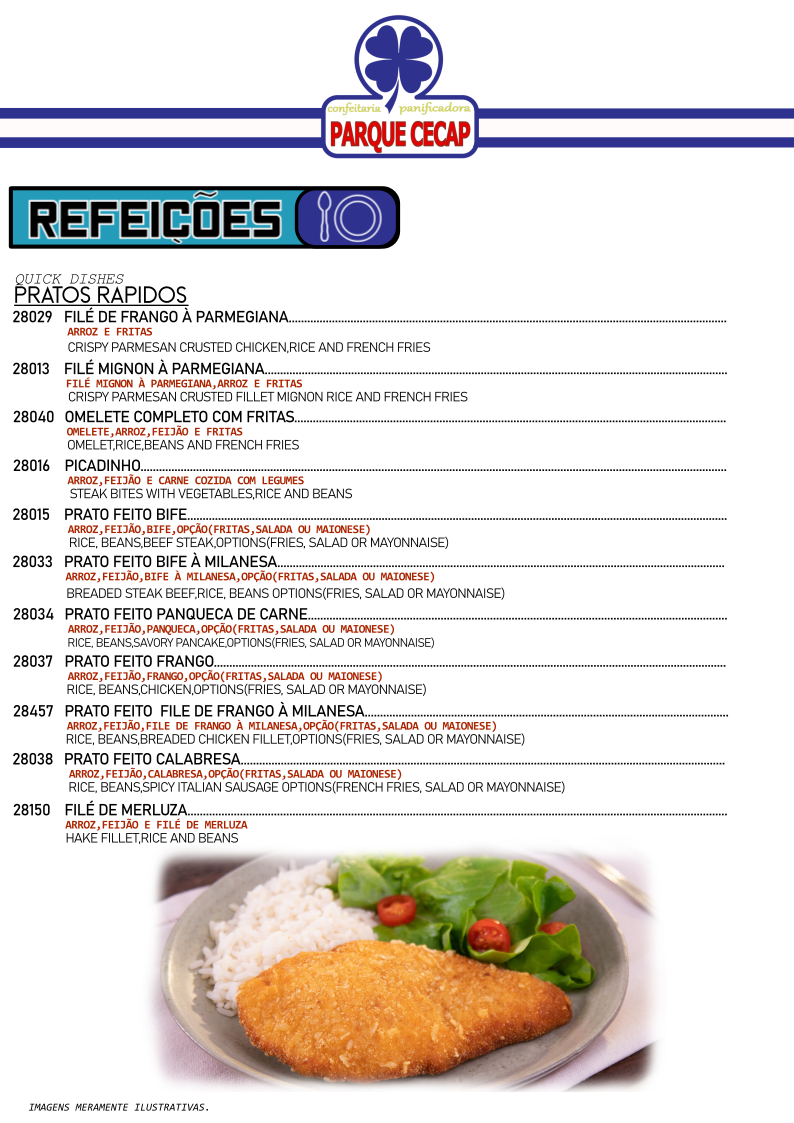 confeitaria panificadora
PARQUE CECAP
REFEIÇÕES
QUICK DISHES
PRATOS RAPIDOS
28029 FILÉ DE FRANGO À PARMEGIANA
ARROZ E FRITAS
CRISPY PARMESAN CRUSTED CHICKEN,RICE AND FRENCH FRIES
28013 FILÉ MIGNON À PARMEGIANA
FILÉ MIGNON À PARMEGIANA,ARROZ E FRITAS
CRISPY PARMESAN CRUSTED FILLET MIGNON RICE AND FRENCH FRIES
28040 OMELETE COMPLETO COM FRITAS
OMELETE,ARROZ,FEIJÃO E FRITAS
OMELET,RICE,BEANS AND FRENCH FRIES
28016 PICADINHO
ARROZ,FEIJÃO E CARNE COZIDA COM LEGUMES
STEAK BITES WITH VEGETABLES,RICE AND BEANS
28015 PRATO FEITO BIFE
ARROZ,FEIJÃO,BIFE,OPÇÃO(FRITAS,SALADA OU MAIONESE)
RICE, BEANS,BEEF STEAK,OPTIONS(FRIES, SALAD OR MAYONNAISE)
28033 PRATO FEITO BIFE À MILANESA
ARROZ,FEIJÃO,BIFE À MILANESA,OPÇÃO(FRITAS,SALADA OU MAIONESE)
BREADED STEAK BEEF,RICE, BEANS OPTIONS(FRIES, SALAD OR MAYONNAISE)
28034 PRATO FEITO PANQUECA DE CARNE
ARROZ,FEIJÃO,PANQUECA,OPÇÃO(FRITAS,SALADA OU MAIONESE)
RICE, BEANS,SAVORY PANCAKE,OPTIONS(FRIES, SALAD OR MAYONNAISE)
28037 PRATO FEITO FRANGO
ARROZ,FEIJÃO,FRANGO,OPÇÃO(FRITAS,SALADA OU MAIONESE)
RICE, BEANS,CHICKEN,OPTIONS(FRIES, SALAD OR MAYONNAISE)
28457 PRATO FEITO FILE DE FRANGO À MILANESA
ARROZ,FEIJÃO,FILE DE FRANGO À MILANESA,OPÇÃO(FRITAS,SALADA OU MAIONESE)
RICE, BEANS,BREADED CHICKEN FILLET,OPTIONS(FRIES, SALAD OR MAYONNAISE)
28038 PRATO FEITO CALABRESA
ARROZ,FEIJÃO,CALABRESA,OPÇÃO(FRITAS,SALADA OU MAIONESE)
RICE, BEANS,SPICY ITALIAN SAUSAGE OPTIONS(FRENCH FRIES, SALAD OR MAYONNAISE)
28150 FILÉ DE MERLUZA
ARROZ,FEIJÃO E FILÉ DE MERLUZA
HAKE FILLET,RICE AND BEANS
IMAGENS MERAMENTE ILUSTRATIVAS.